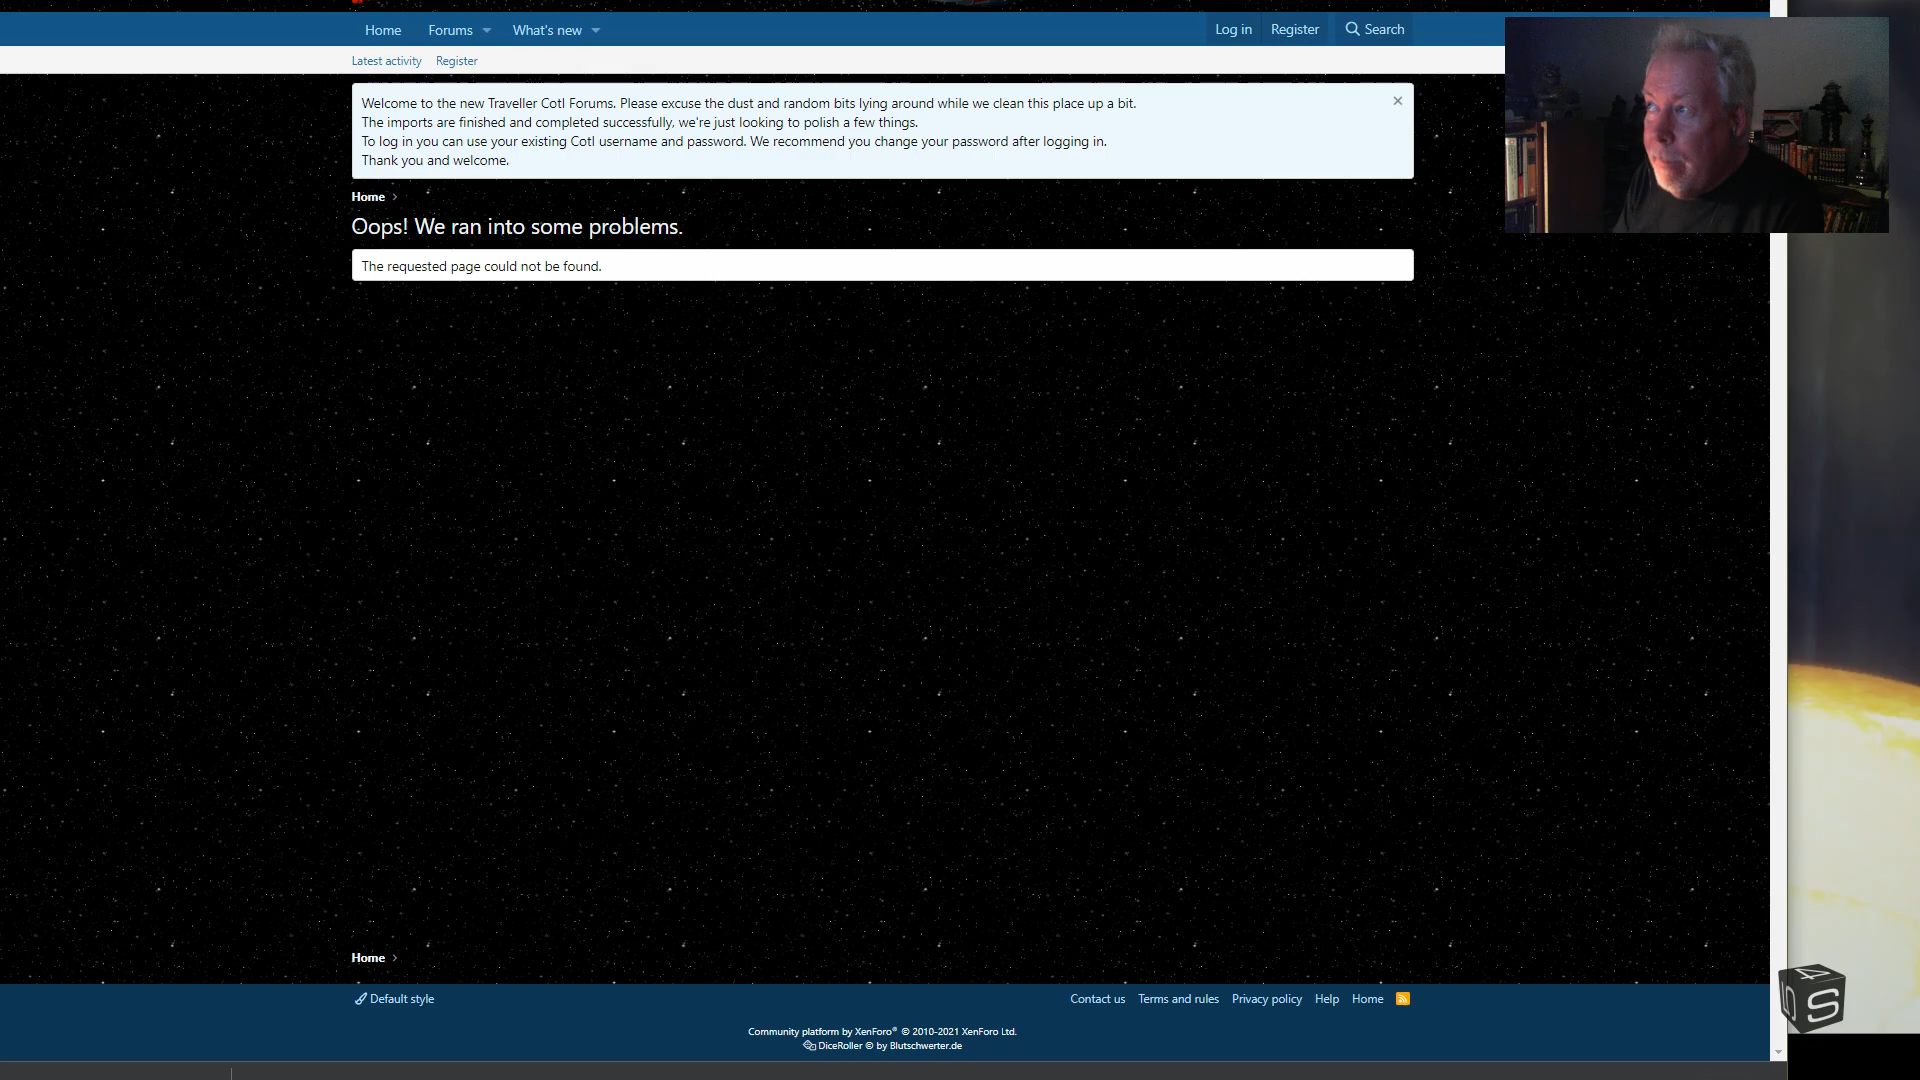 Home Forums What's new Log in Register Search
Latest activity Register
Welcome to the new Traveller CotI Forums. Please excuse the dust and random bits lying around while we clean this place up a bit.
The imports are finished and completed successfully, we're just looking to polish a few things.
To log in you can use your existing CotI username and password. We recommend you change your password after logging in.
Thank you and welcome.
Home
Oops! We ran into some problems.
The requested page could not be found.
Home
Default style Contact us Terms and rules Privacy policy Help Home
Community platform by XenForo® © 2010-2021 XenForo Ltd.
DiceRoller © by Blutschwerter.de
4
S